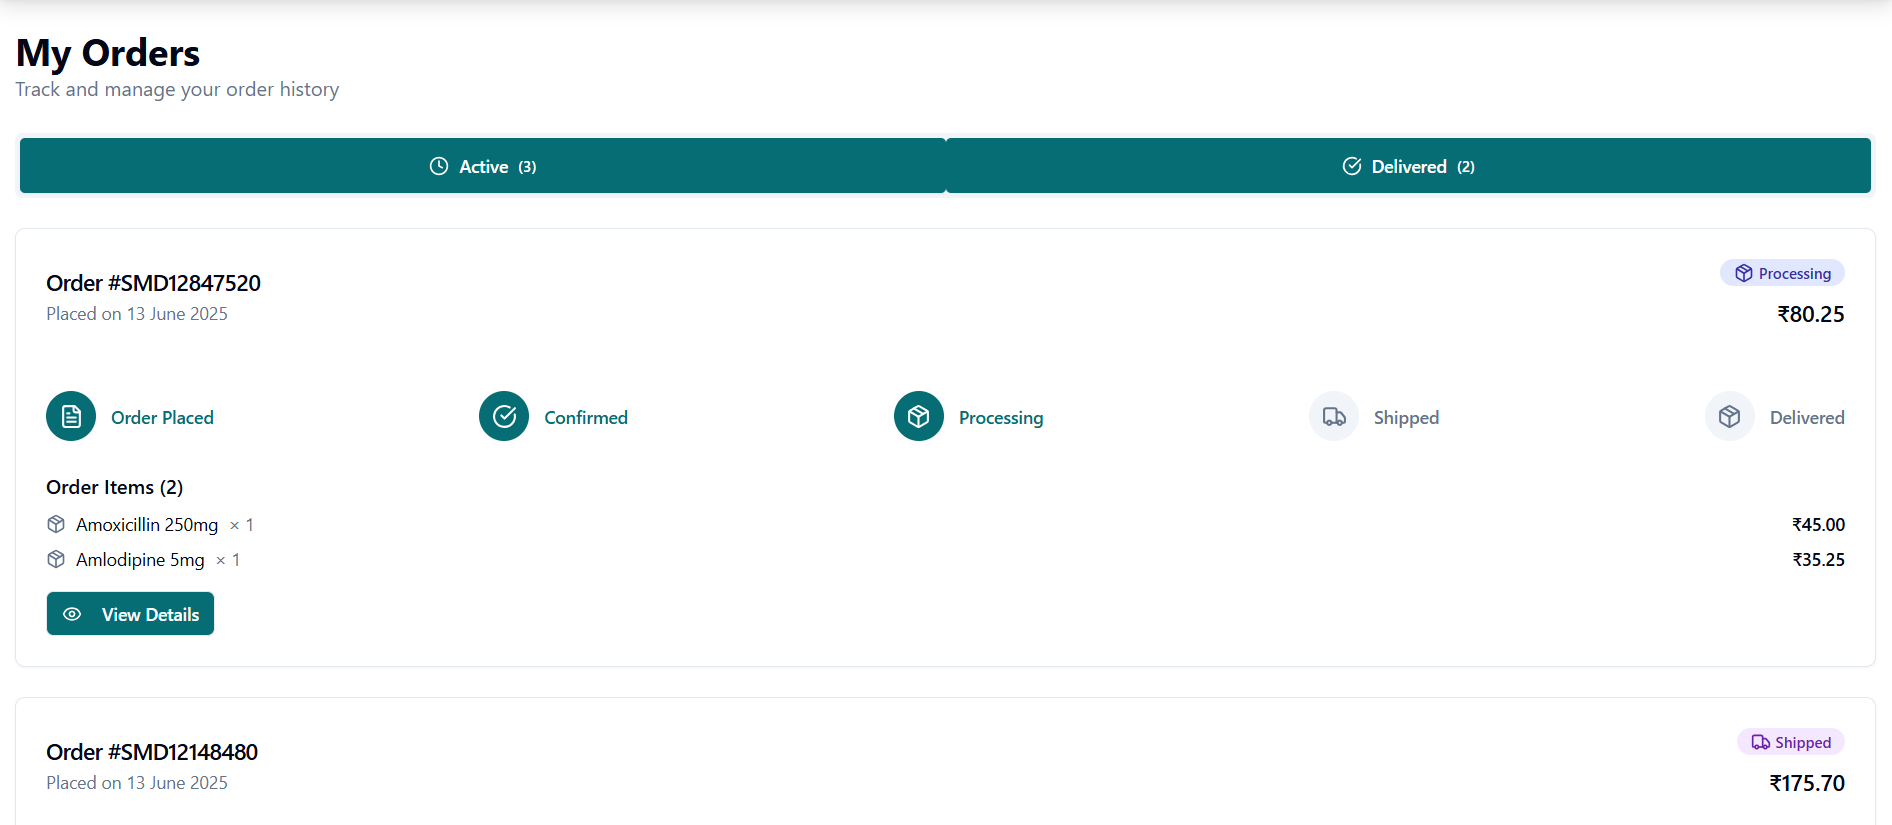 My Orders
Track and manage your order history
Active (3) Delivered (2)
Order #SMD12847520 Processing
Placed on 13 June 2025 ₹80.25
Order Placed Confirmed Processing Shipped Delivered
Order Items (2)
Amoxicillin 250mg × 1 ₹45.00
Amlodipine 5mg × 1 ₹35.25
View Details
Order #SMD12148480 Shipped
Placed on 13 June 2025 ₹175.70